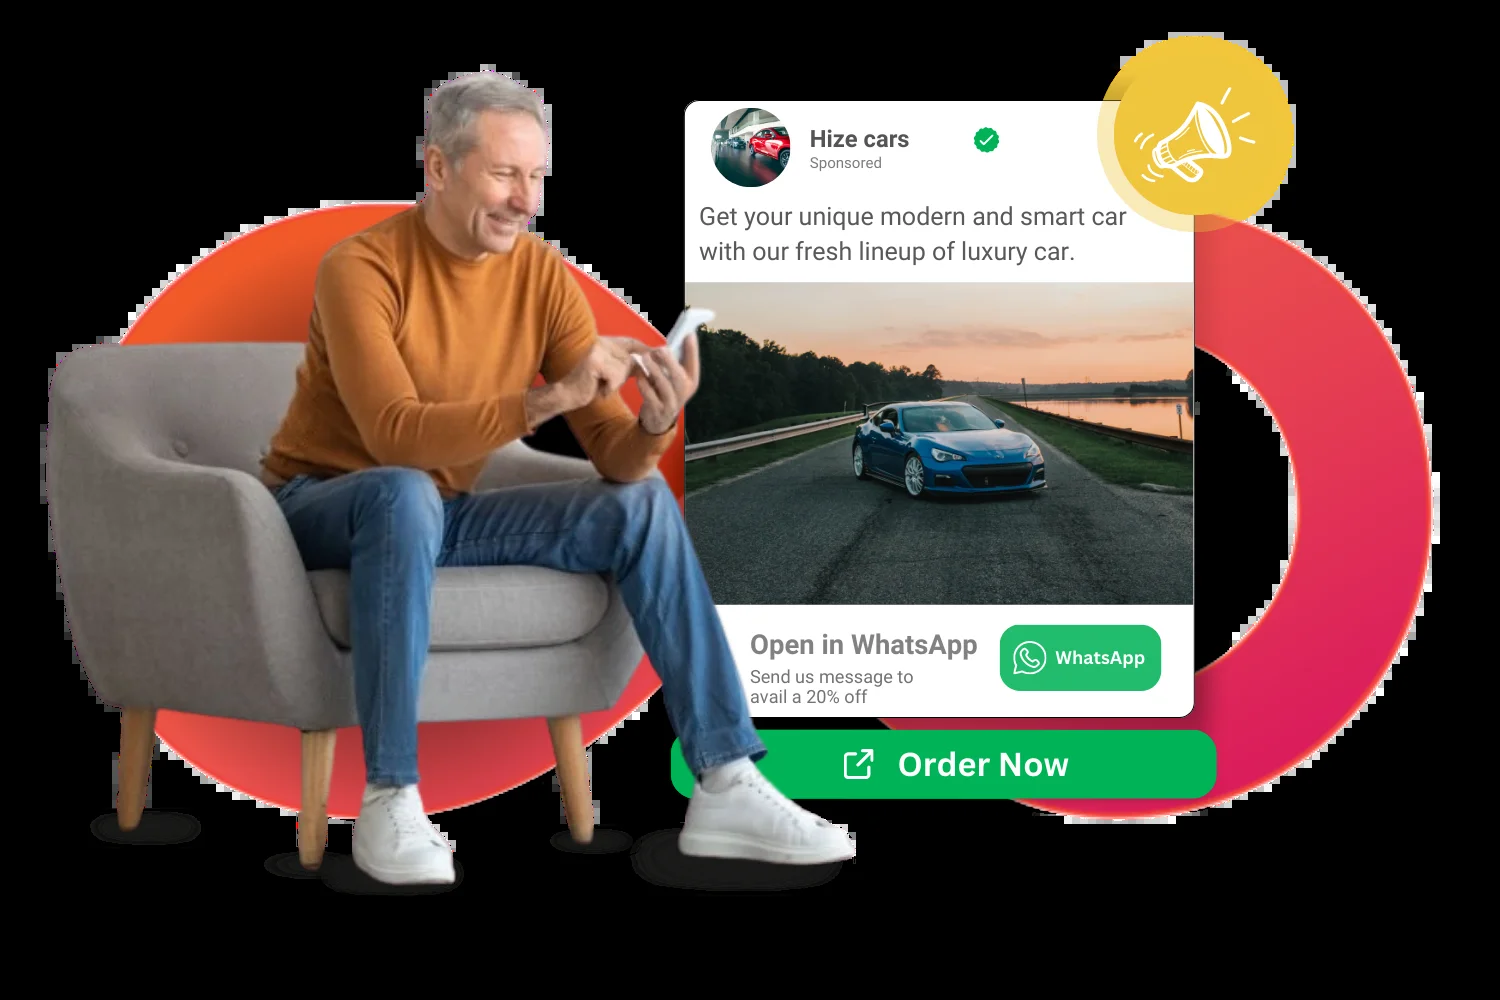 Hize cars
Sponsored
Get your unique modern and smart car
with our fresh lineup of luxury car.
Open in WhatsApp
Send us message to
avail a 20% off
WhatsApp
Order Now